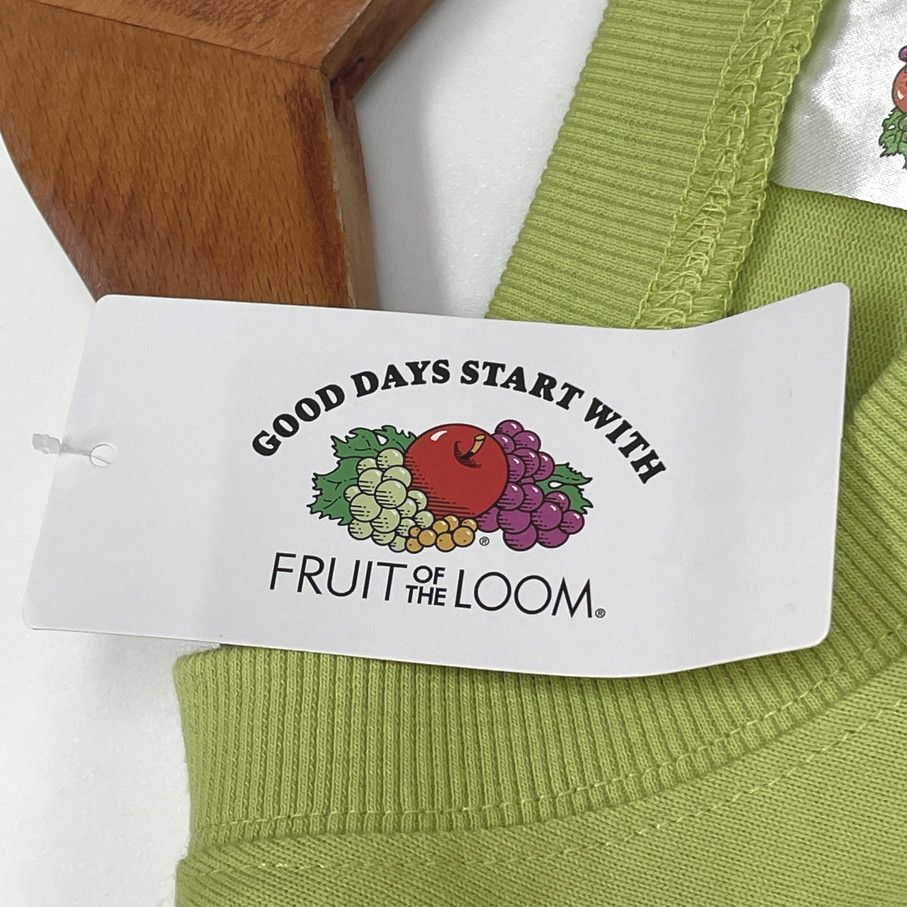 GOOD DAYS START WITH
®
FRUIT OF THE LOOM®